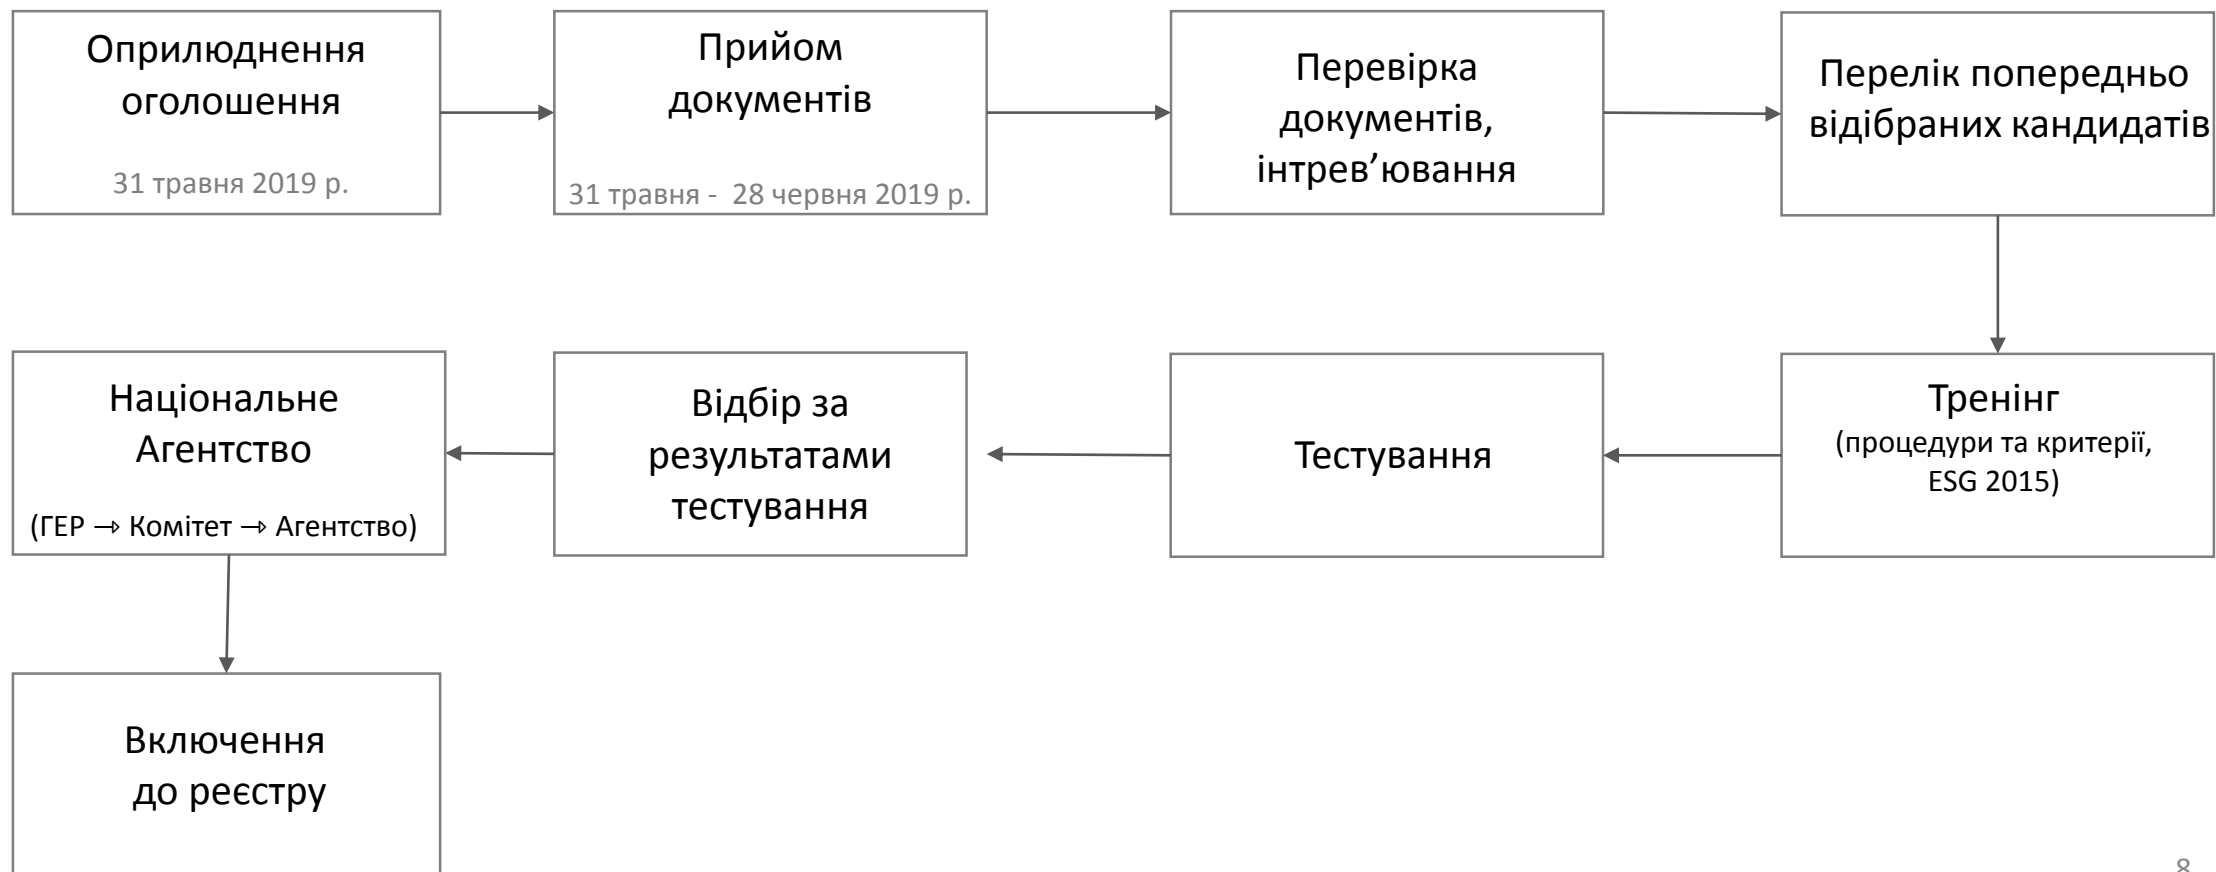 Оприлюднення
оголошення
31 травня 2019 р.
Прийом
документів
31 травня - 28 червня 2019 р.
Перевірка
документів,
інтрев’ювання
Перелік попередньо
відібраних кандидатів
Національне
Агентство
(ГЕР → Комітет → Агентство)
Відбір за
результатами
тестування
Тестування
Тренінг
(процедури та критерії,
ESG 2015)
Включення
до реєстру
8